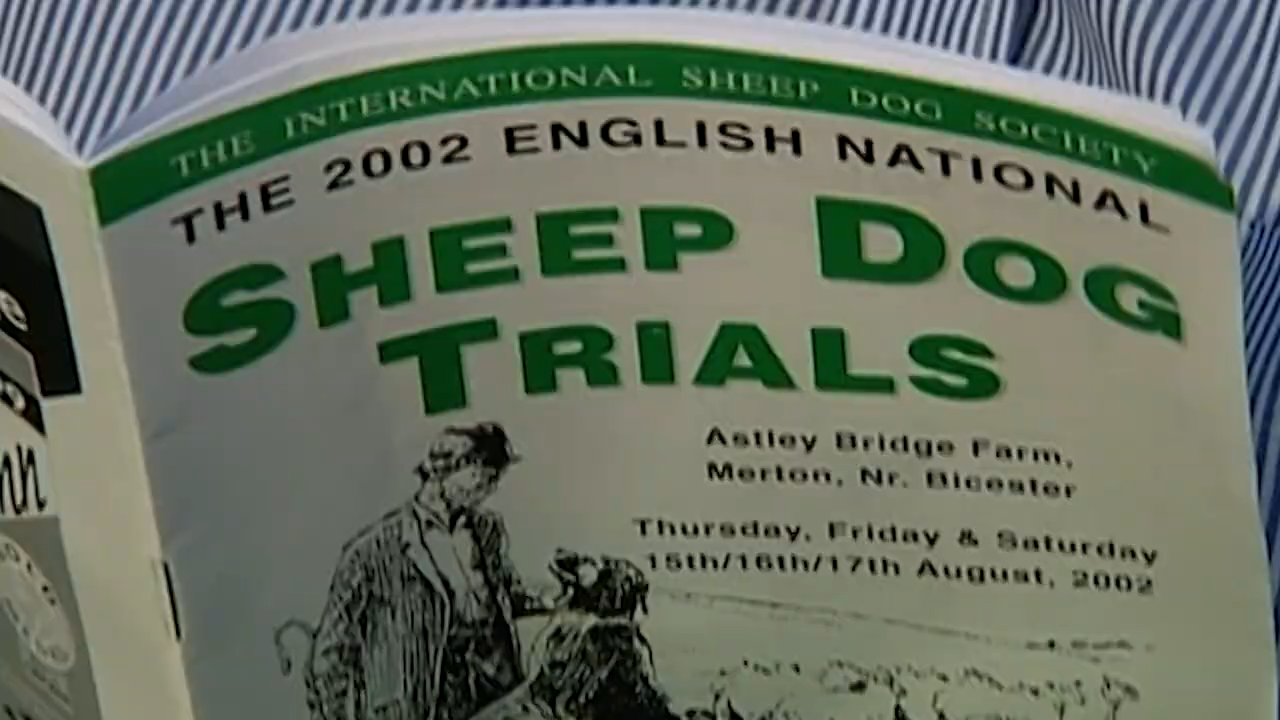 THE INTERNATIONAL SHEEP DOG SOCIETY
THE 2002 ENGLISH NATIONAL
SHEEP DOG
TRIALS
Astley Bridge Farm,
Merton, Nr. Bicester
Thursday, Friday & Saturday
15th/16th/17th August, 2002